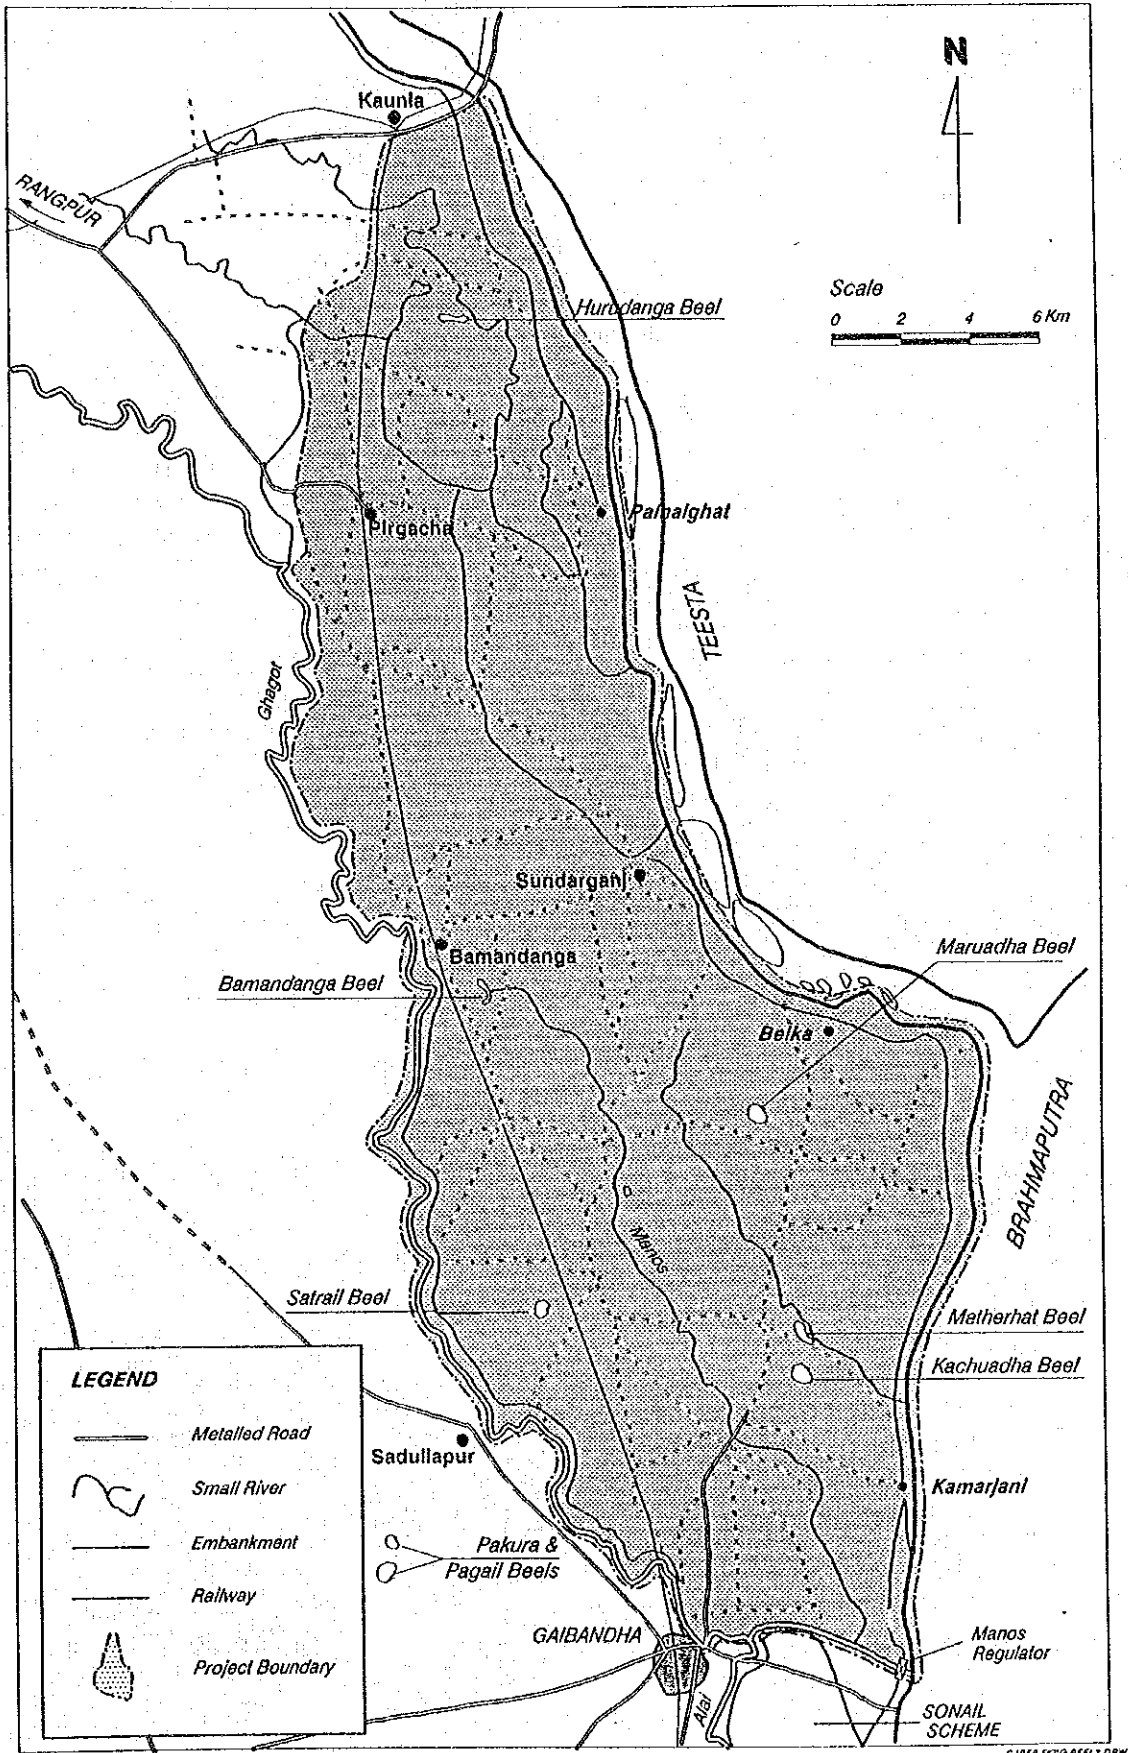 N
Kaunia
RANGPUR
Scale
0 2 4 6 Km
Hurudanga Beel
Pirgacha
TEESTA
Ghagot
Sundarganj
Maruadha Beel
Bamandanga
Bamandanga Beel
Belka
BRAHMAPUTRA
Manos
Satrail Beel
Matherhat Beel
Kachuadha Beel
LEGEND
Metalled Road
Small River
Embankment
Railway
Project Boundary
Sadullapur
Kamarjani
Pakura &
Pagail Beels
GAIBANDHA
Manos
Regulator
Alai
SONAIL
SCHEME